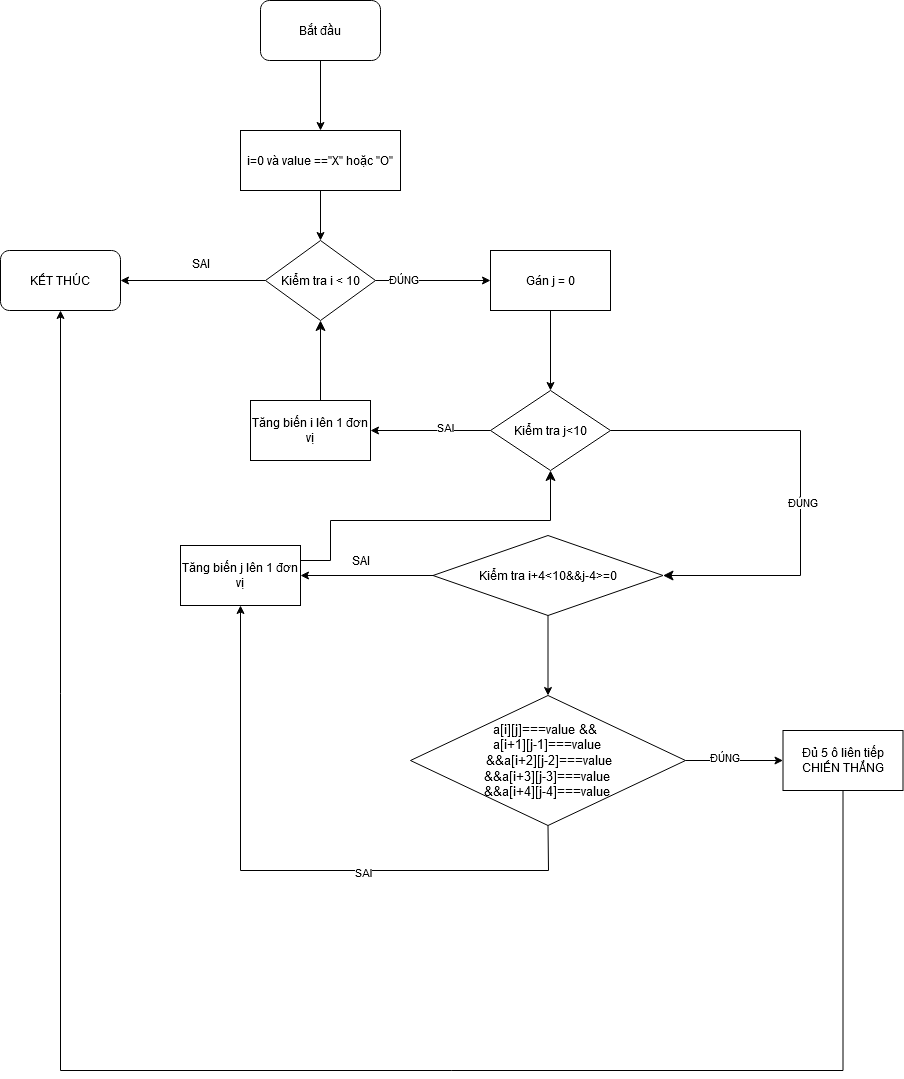 Bắt đầu
i=0 và value =="X" hoặc "O"
SAI
KẾT THÚC
Kiểm tra i < 10
ĐÚNG
Gán j = 0
Tăng biến i lên 1 đơn
vị
SAI
Kiểm tra j<10
ĐÚNG
Tăng biến j lên 1 đơn
vị
SAI
Kiểm tra i+4<10&&j-4>=0
a[i][j]===value &&
a[i+1][j-1]===value
&&a[i+2][j-2]===value
&&a[i+3][j-3]===value
&&a[i+4][j-4]===value
ĐÚNG
Đủ 5 ô liên tiếp
CHIẾN THẮNG
SAI